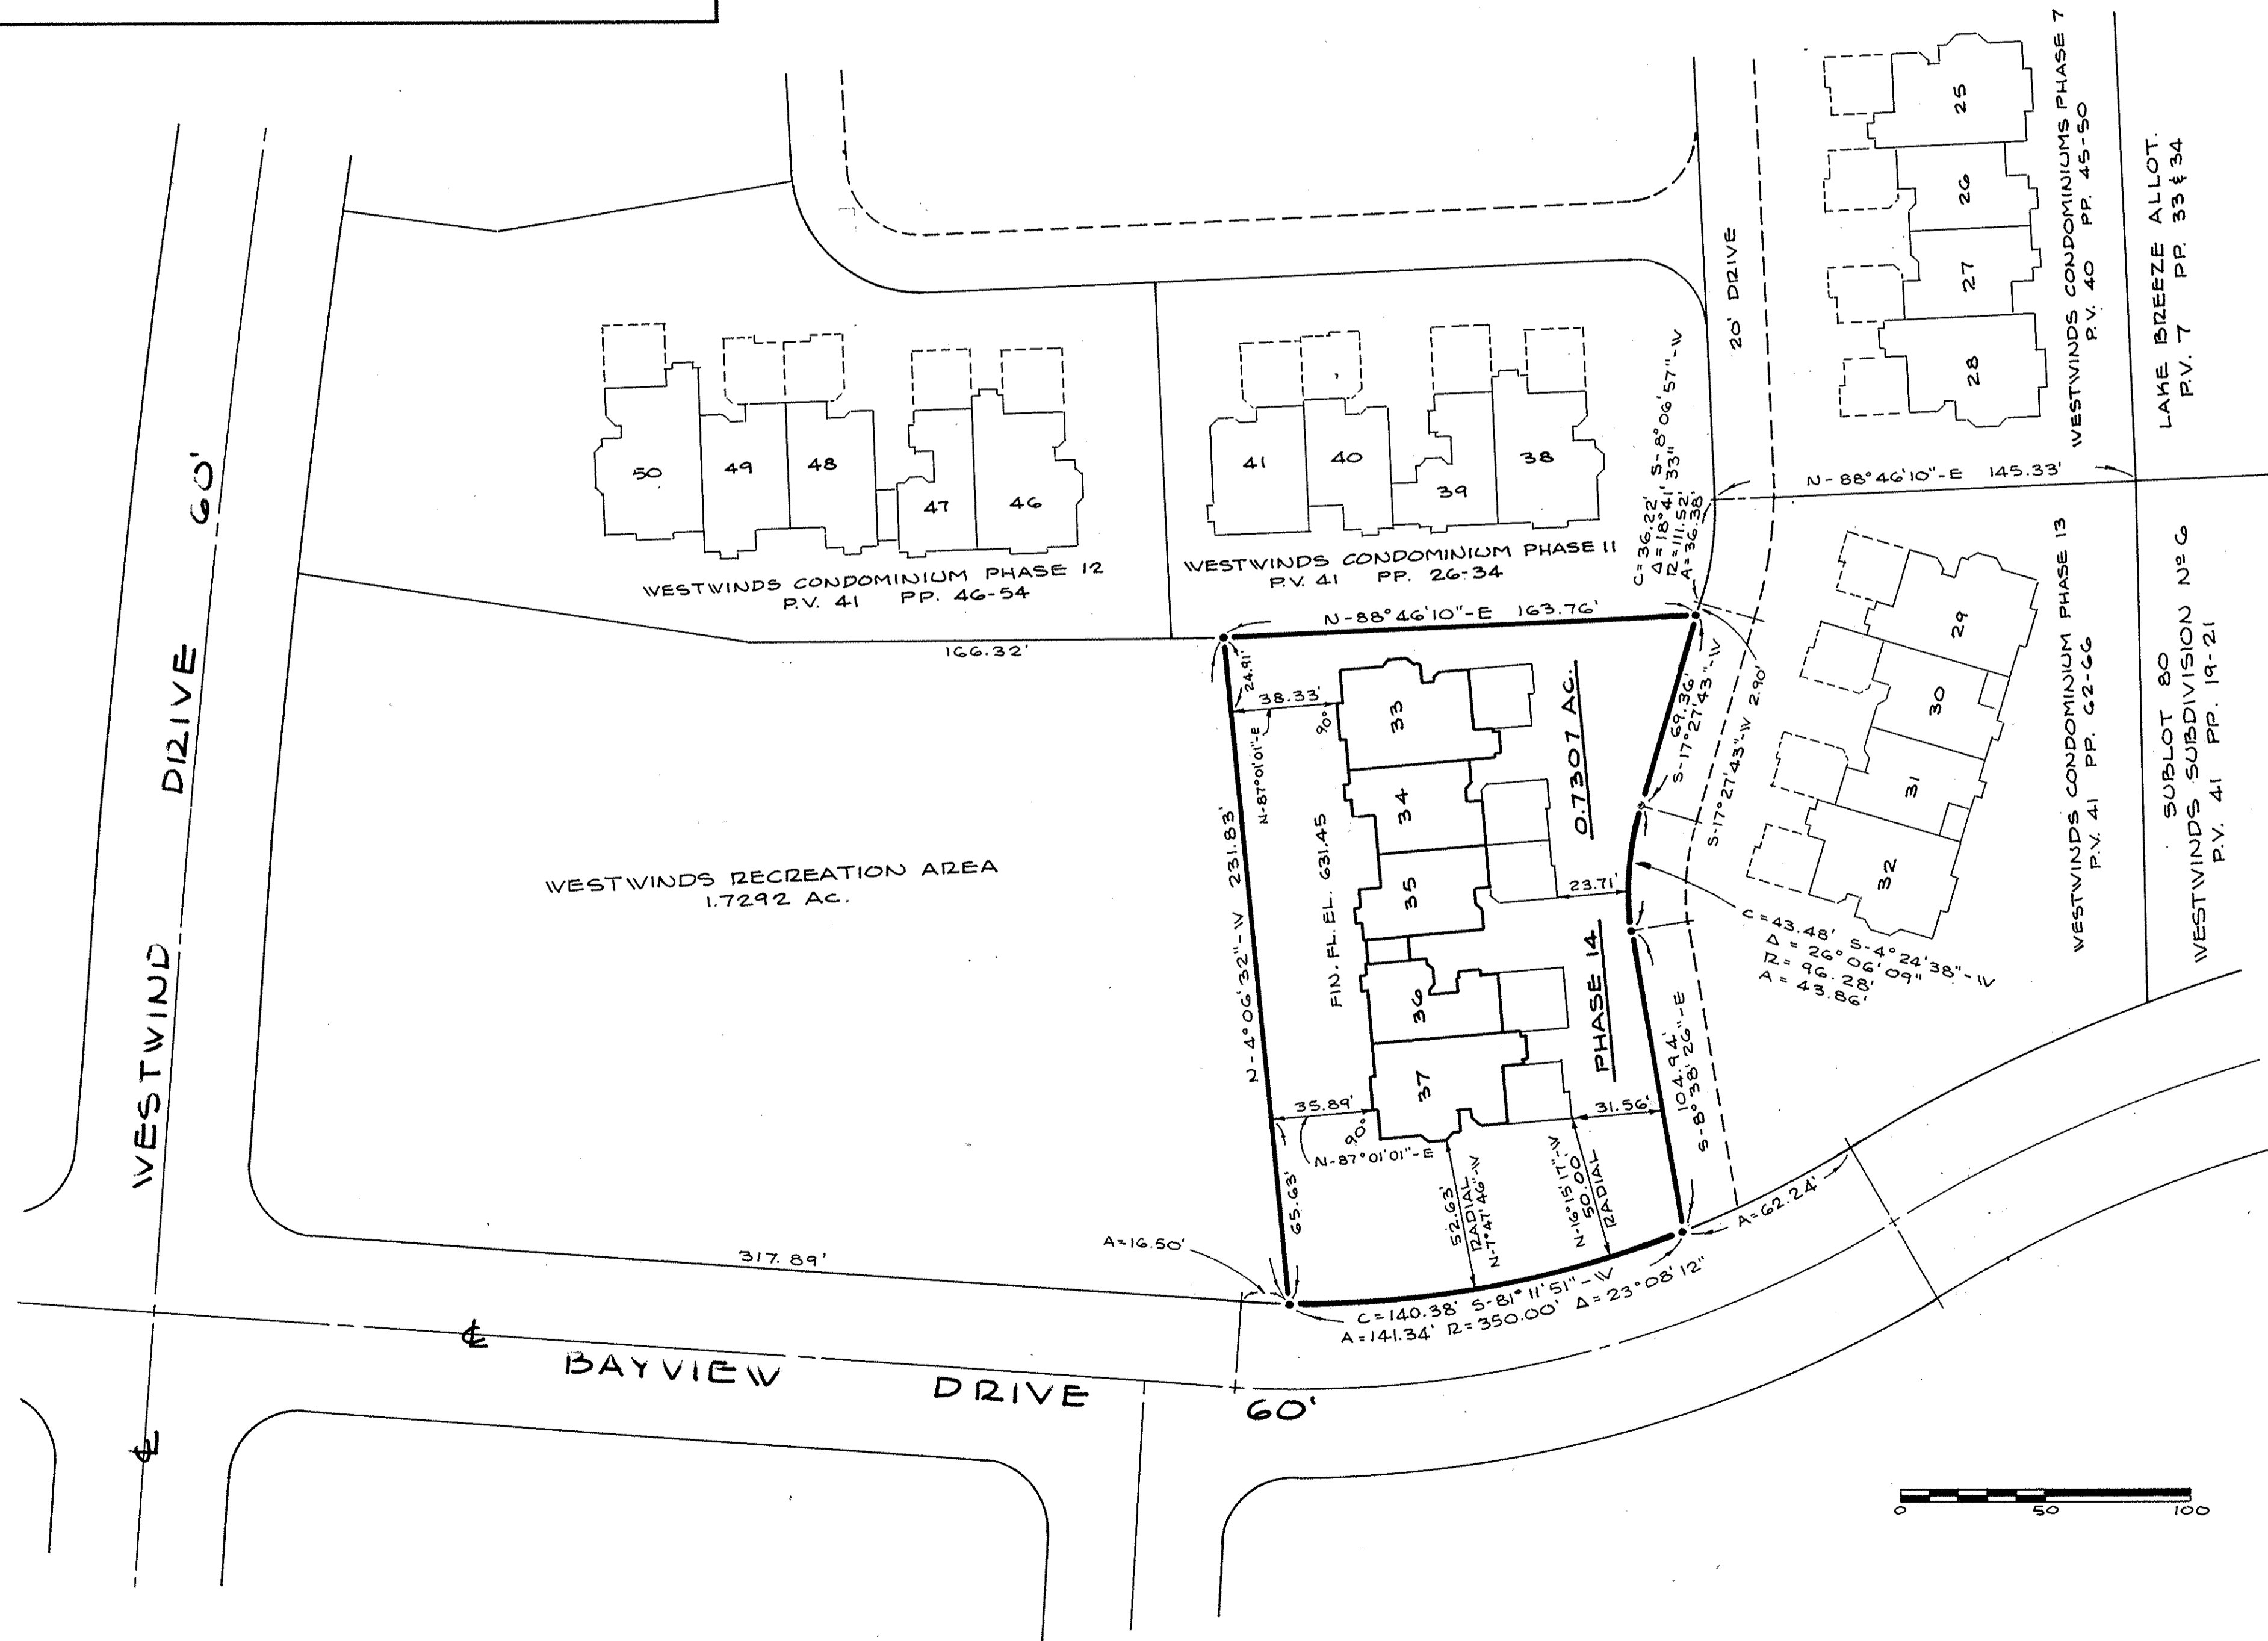 WESTWIND DRIVE 60'
50
49
48
47
46
WESTWINDS CONDOMINIUM PHASE 12
P.V. 41 PP. 46-54
41
40
39
38
WESTWINDS CONDOMINIUM PHASE 11
P.V. 41 PP. 26-34
C=36.22' S-8°06'57"-W
Δ=18°41'33"
R=111.52'
A=36.38'
20' DRIVE
25
26
27
28
WESTWINDS CONDOMINIUMS PHASE 7
P.V. 40 PP. 45-50
LAKE BREEZE ALLOT.
P.V. 7 PP. 33 & 34
N-88°46'10"-E 145.33'
N-88°46'10"-E 163.76'
166.32'
24.91'
38.33'
90°
N-87°01'01"-E
N-4°06'32"-W 231.83'
FIN. FL. EL. 631.45
33
34
35
36
37
0.7307 AC.
PHASE 14
69.36'
S-17°27'43"-W
S-17°27'43"-W 2.90'
23.71'
29
30
31
32
WESTWINDS CONDOMINIUM PHASE 13
P.V. 41 PP. 62-66
SUBLOT 80
WESTWINDS SUBDIVISION No 6
P.V. 41 PP. 19-21
C=43.48' S-4°24'38"-W
Δ=26°06'09"
R=96.28'
A=43.86'
WESTWINDS RECREATION AREA
1.7292 AC.
104.94'
S-8°38'26"-E
35.89'
90°
N-87°01'01"-E
31.56'
65.63'
52.63'
RADIAL
N-7°47'46"-W
N-16°15'17"-W
50.00'
RADIAL
A=62.24'
A=16.50'
317.89'
C=140.38' S-81°11'51"-W
A=141.34' R=350.00' Δ=23°08'12"
℄
BAYVIEW DRIVE
60'
℄
0 50 100